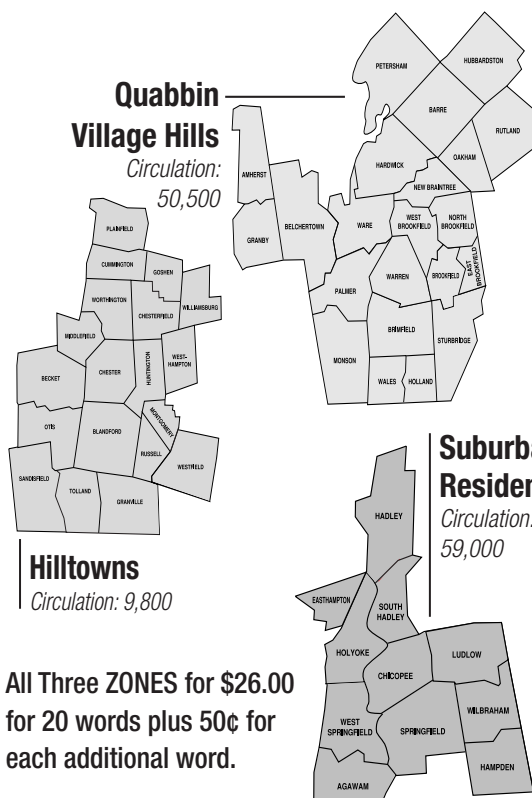 Quabbin
Village Hills
Circulation:
50,500
PETERSHAM
HUBBARDSTON
BARRE
RUTLAND
HARDWICK
OAKHAM
NEW BRAINTREE
AMHERST
GRANBY
BELCHERTOWN
WARE
WEST
BROOKFIELD
NORTH
BROOKFIELD
PALMER
WARREN
BROOKFIELD
EAST
BROOKFIELD
MONSON
BRIMFIELD
STURBRIDGE
WALES
HOLLAND
PLAINFIELD
CUMMINGTON
GOSHEN
WORTHINGTON
CHESTERFIELD
WILLIAMSBURG
MIDDLEFIELD
BECKET
CHESTER
HUNTINGTON
WEST-
HAMPTON
OTIS
BLANDFORD
MONTGOMERY
RUSSELL
WESTFIELD
SANDISFIELD
TOLLAND
GRANVILLE
Hilltowns
Circulation: 9,800
Circulation:
59,000
HADLEY
EASTHAMPTON
SOUTH
HADLEY
HOLYOKE
CHICOPEE
LUDLOW
WEST
SPRINGFIELD
SPRINGFIELD
WILBRAHAM
HAMPDEN
AGAWAM
All Three ZONES for $26.00
for 20 words plus 50¢ for
each additional word.